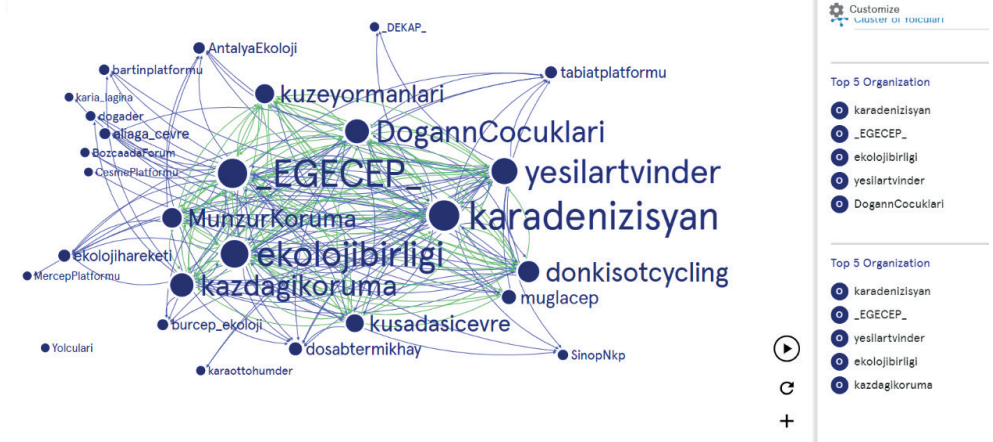 _DEKAP_
AntalyaEkoloji
bartinplatformu
tabiatplatformu
karia_lagina
kuzeyormanlari
dogader
aliaga_cevre
DogannCocuklari
BozcaadaForum
CesmePlatformu
_EGECEP_
yesilartvinder
MunzurKoruma
karadenizisyan
ekolojihareketi
ekolojibirligi
MercepPlatformu
kazdagikoruma
donkisotcycling
muglacep
burcep_ekoloji
kusadasicevre
Yolculari
dosabtermikhay
SinopNkp
karaottohumder
Customize
Cluster of Yolculari
Top 5 Organization
O karadenizisyan
O _EGECEP_
O ekolojibirligi
O yesilartvinder
O DogannCocuklari
Top 5 Organization
O karadenizisyan
O _EGECEP_
O yesilartvinder
O ekolojibirligi
O kazdagikoruma